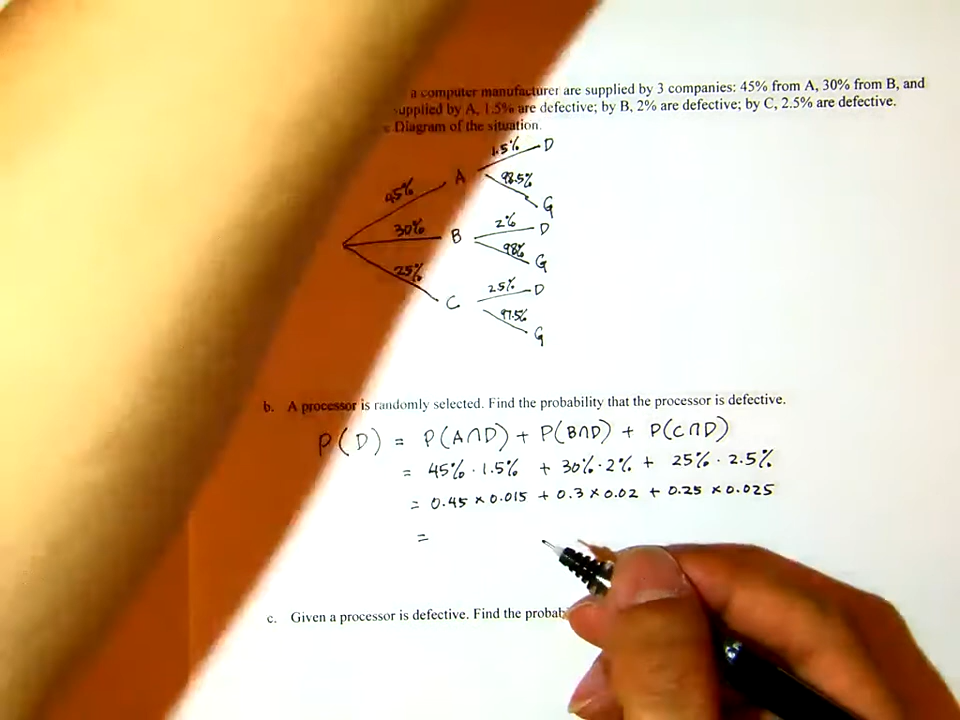 a computer manufacturer are supplied by 3 companies: 45% from A, 30% from B, and
supplied by A, 1.5% are defective; by B, 2% are defective; by C, 2.5% are defective.
Diagram of the situation.
1.5% D
45% A 98.5%
G
30% B 2% D
98% G
25% 2.5% D
C 97.5%
G
b. A processor is randomly selected. Find the probability that the processor is defective.
P(D) = P(A∩D) + P(B∩D) + P(C∩D)
= 45% · 1.5% + 30% · 2% + 25% · 2.5%
= 0.45 × 0.015 + 0.3 × 0.02 + 0.25 × 0.025
=
c. Given a processor is defective. Find the